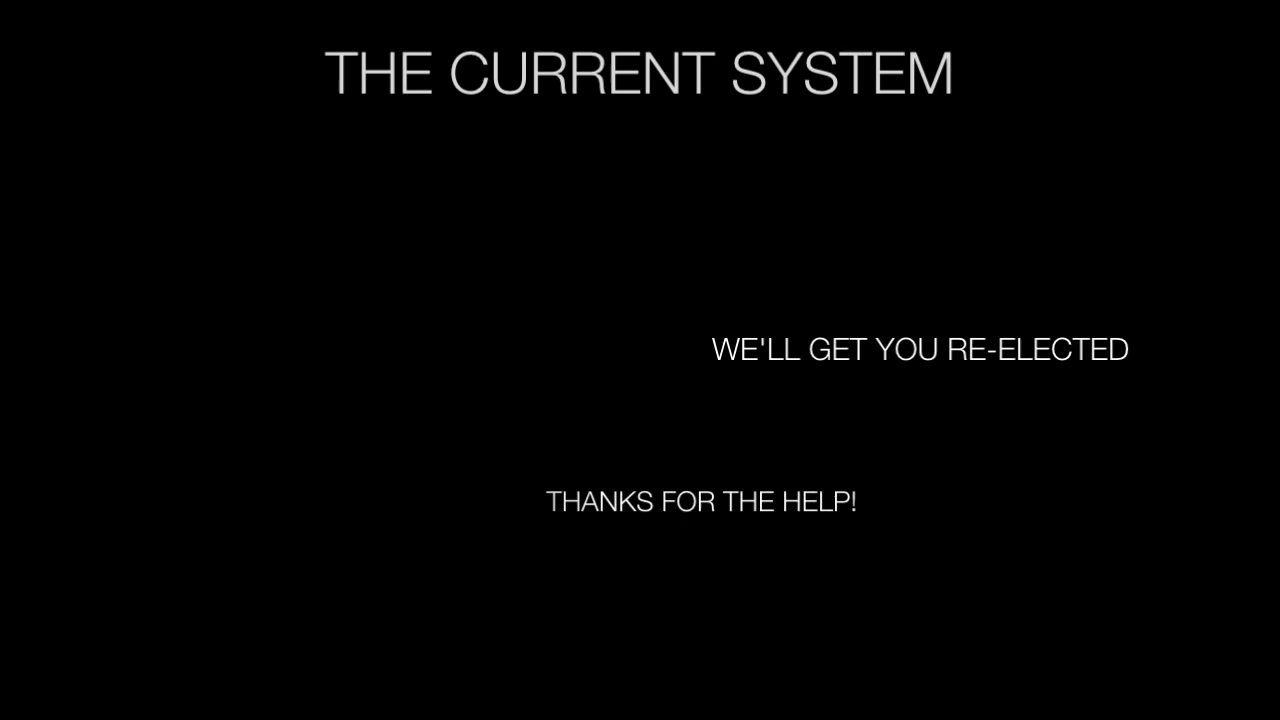 THE CURRENT SYSTEM
WE'LL GET YOU RE-ELECTED
THANKS FOR THE HELP!